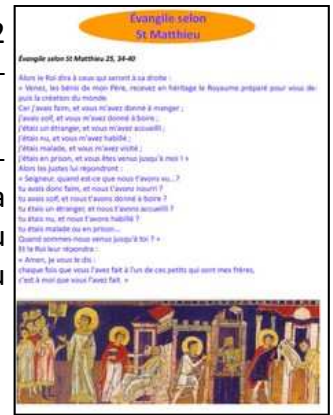 Évangile selon
St Matthieu
Evangile selon St Matthieu 25, 34-40
Alors le Roi dira à ceux qui seront à sa droite :
« Venez, les bénis de mon Père, recevez en héritage le Royaume préparé pour vous de-
puis la création du monde.
Car j'avais faim, et vous m'avez donné à manger ;
j'avais soif, et vous m'avez donné à boire ;
j'étais un étranger, et vous m'avez accueilli ;
j'étais nu, et vous m'avez habillé ;
j'étais malade, et vous m'avez visité ;
j'étais en prison, et vous êtes venus jusqu'à moi ! »
Alors les justes lui répondront :
« Seigneur, quand est-ce que nous t'avons vu...?
tu avais donc faim, et nous t'avons nourri ?
tu avais soif, et nous t'avons donné à boire ?
tu étais un étranger, et nous t'avons accueilli ?
tu étais nu, et nous t'avons habillé ?
tu étais malade ou en prison...
Quand sommes-nous venus jusqu'à toi ? »
Et le Roi leur répondra :
« Amen, je vous le dis :
chaque fois que vous l'avez fait à l'un de ces petits qui sont mes frères,
c'est à moi que vous l'avez fait. »
2
a
u
u